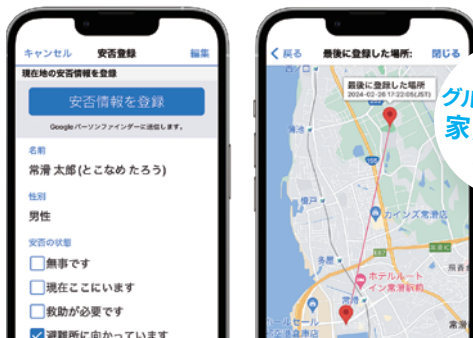 キャンセル 安否登録 編集
現在地の安否情報を登録
安否情報を登録
Googleパーソンファインダーに送信します。
名前
常滑 太郎(とこなめ たろう)
性別
男性
安否の状態
無事です
現在ここにいます
救助が必要です
避難所に向かっています
戻る 最後に登録した場所: 閉じる
最後に登録した場所
2024-02-26 17:22:05(JST)
カインズ常滑店
榎戸
多屋
ホテルルート
イン常滑駅前
常滑
グル
家